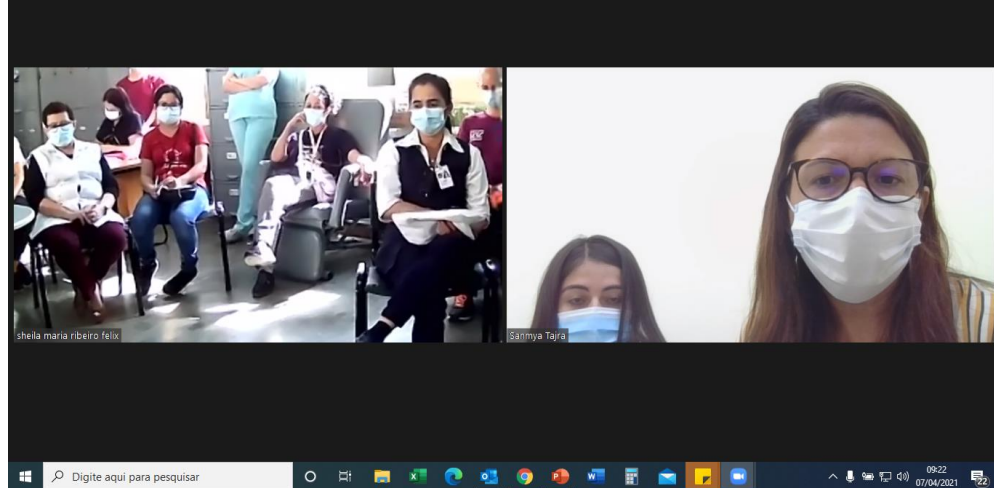 sheila maria ribeiro felix
Sanmya Tajra
Digite aqui para pesquisar
09:22
07/04/2021
22